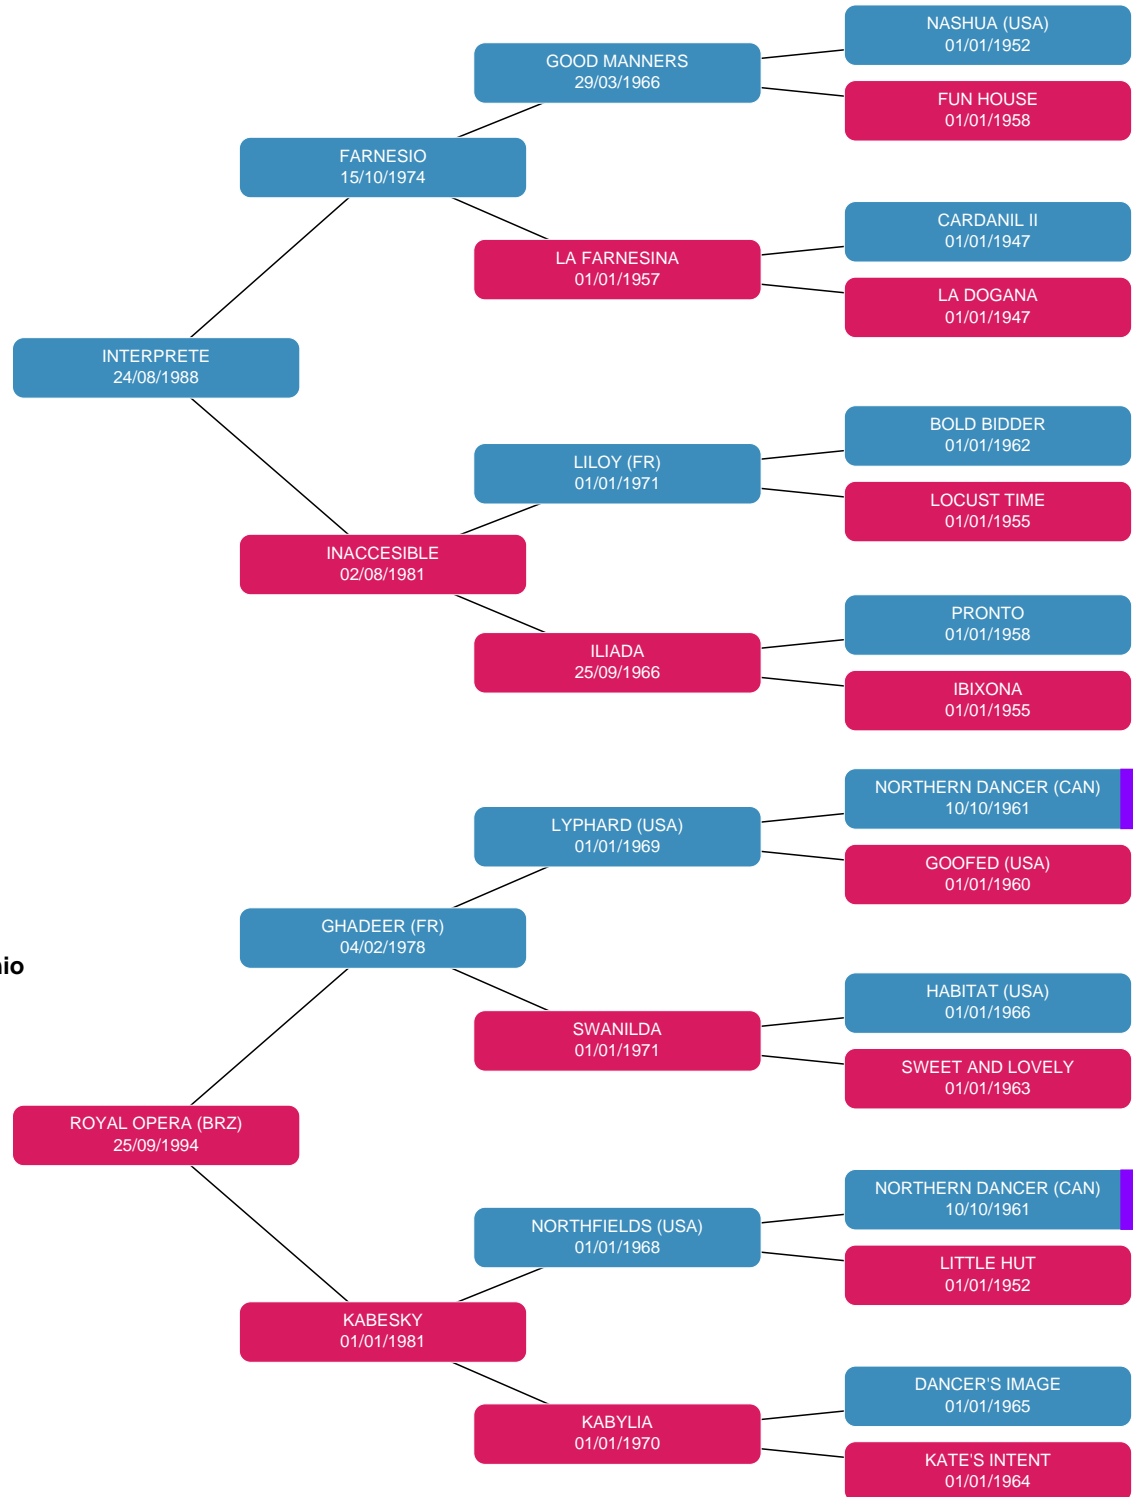 NASHUA (USA)
01/01/1952
GOOD MANNERS
29/03/1966
FUN HOUSE
01/01/1958
FARNESIO
15/10/1974
CARDANIL II
01/01/1947
LA FARNESINA
01/01/1957
LA DOGANA
01/01/1947
INTERPRETE
24/08/1988
BOLD BIDDER
01/01/1962
LILOY (FR)
01/01/1971
LOCUST TIME
01/01/1955
INACCESIBLE
02/08/1981
PRONTO
01/01/1958
ILIADA
25/09/1966
IBIXONA
01/01/1955
NORTHERN DANCER (CAN)
10/10/1961
LYPHARD (USA)
01/01/1969
GOOFED (USA)
01/01/1960
GHADEER (FR)
04/02/1978
nio
HABITAT (USA)
01/01/1966
SWANILDA
01/01/1971
SWEET AND LOVELY
01/01/1963
ROYAL OPERA (BRZ)
25/09/1994
NORTHERN DANCER (CAN)
10/10/1961
NORTHFIELDS (USA)
01/01/1968
LITTLE HUT
01/01/1952
KABESKY
01/01/1981
DANCER'S IMAGE
01/01/1965
KABYLIA
01/01/1970
KATE'S INTENT
01/01/1964